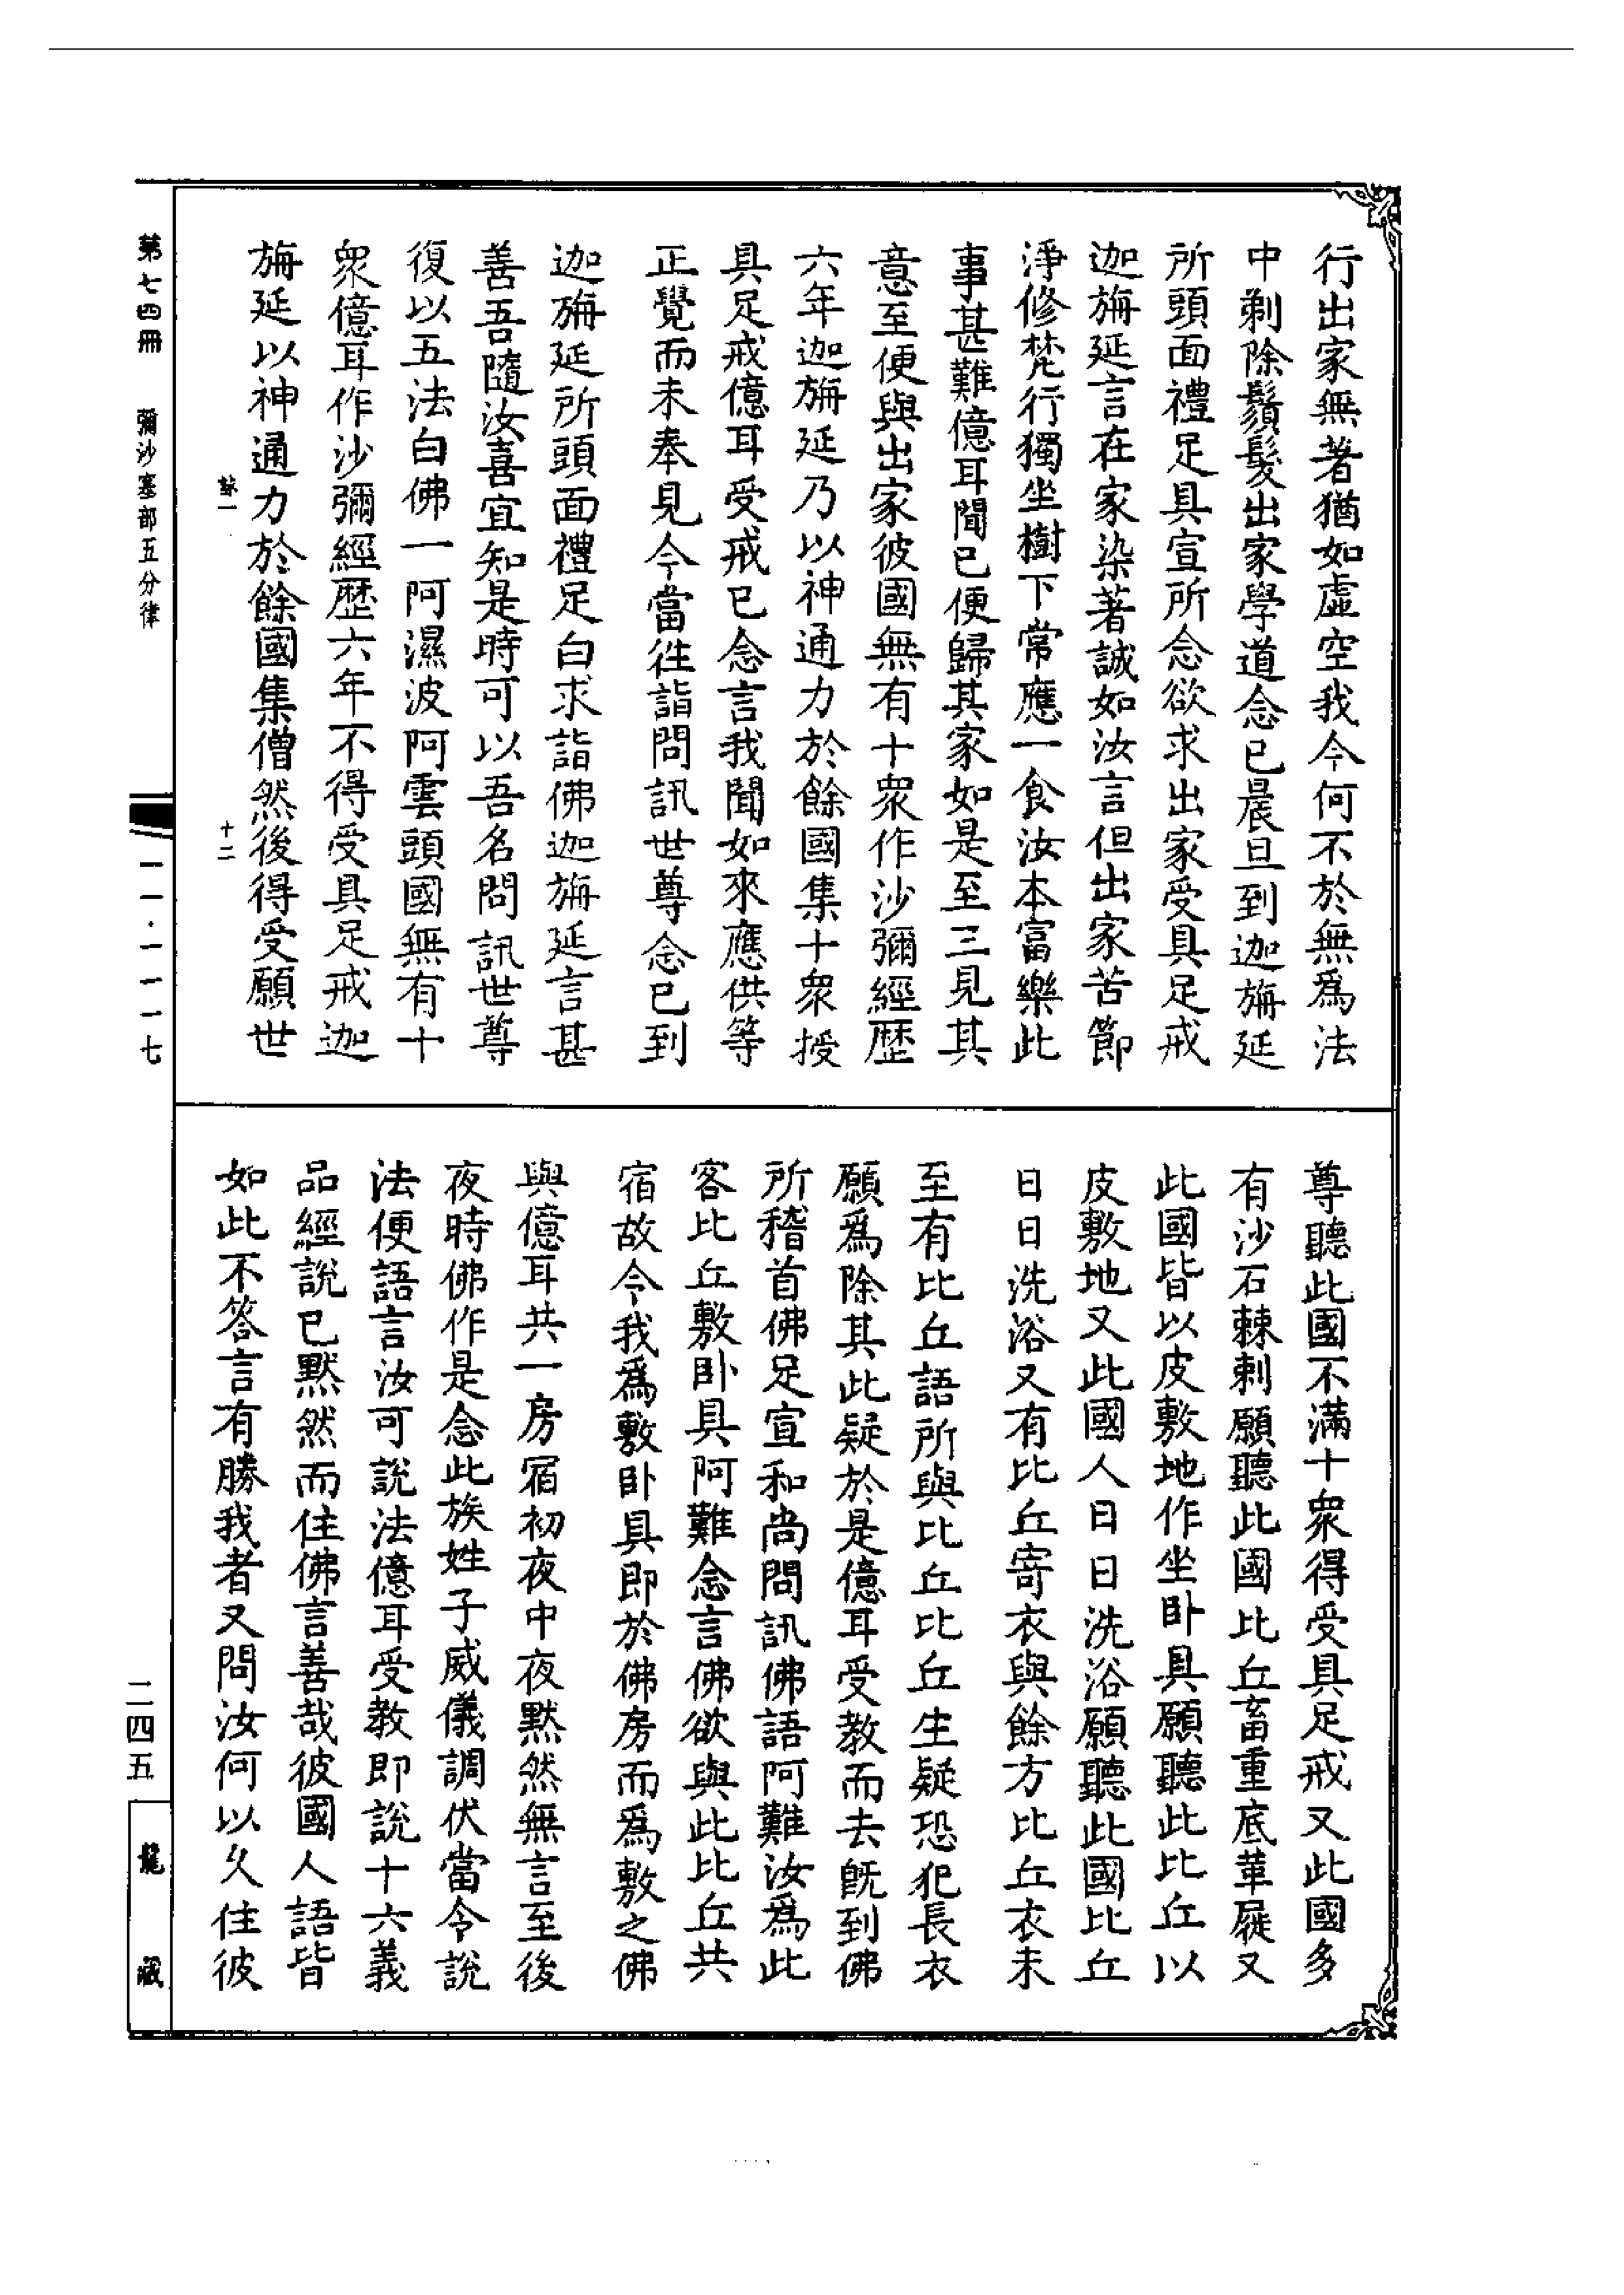 行出家無著猶如虛空我今何不於無爲法
中剃除鬚髮出家學道念已晨旦到迦旃延
所頭面禮足具宣所念欲求出家受具足戒
迦旃延言在家染著誠如汝言但出家苦節
淨修梵行獨坐樹下常應一食汝本富樂此
事甚難億耳聞已便歸其家如是至三見其
意至便與出家彼國無有十衆作沙彌經歷
六年迦旃延乃以神通力於餘國集十衆授
具足戒億耳受戒已念言我聞如來應供等
正覺而未奉見今當往詣問訊世尊念已到
迦旃延所頭面禮足白求詣佛迦旃延言甚
善吾隨汝喜宜知是時可以吾名問訊世尊
復以五法白佛一阿濕波阿雲頭國無有十
衆億耳作沙彌經歷六年不得受具足戒迦
旃延以神通力於餘國集僧然後得受願世
尊聽此國不滿十衆得受具足戒又此國多
有沙石棘刺願聽此國比丘畜重底革屣又
此國皆以皮敷地作坐卧具願聽此比丘以
皮敷地又此國人日日洗浴願聽此國比丘
日日洗浴又有比丘寄衣與餘方比丘衣未
至有比丘語所與比丘比丘生疑恐犯長衣
願爲除其此疑於是億耳受教而去旣到佛
所稽首佛足宣和尚問訊佛語阿難汝爲此
客比丘敷卧具阿難念言佛欲與此比丘共
宿故令我爲敷卧具即於佛房而爲敷之佛
與億耳共一房宿初夜中夜默然無言至後
夜時佛作是念此族姓子威儀調伏當令說
法便語言汝可說法億耳受教即說十六義
品經說已默然而住佛言善哉彼國人語皆
如此不答言有勝我者又問汝何以久住彼
第七四冊 彌沙塞部五分律
一一·一一一七
二四五
龍藏
十二